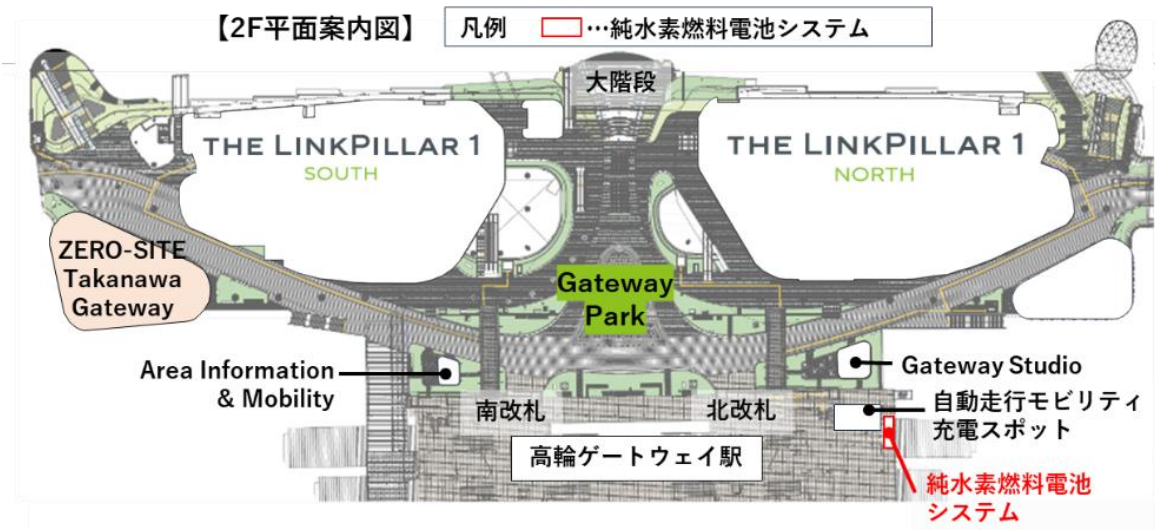 【2F平面案内図】
凡例 …純水素燃料電池システム
大階段
THE LINKPILLAR 1
SOUTH
THE LINKPILLAR 1
NORTH
ZERO-SITE
Takanawa
Gateway
Gateway
Park
Area Information
& Mobility
Gateway Studio
南改札
北改札
自動走行モビリティ
充電スポット
高輪ゲートウェイ駅
純水素燃料電池
システム